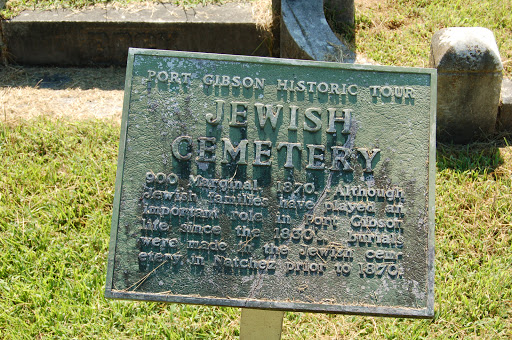 PORT GIBSON HISTORIC TOUR
JEWISH
CEMETERY
900 Marginal. 1870. Although
Jewish families have played an
important role in Port Gibson
life since the 1830's, burials
were made in the Jewish cem-
etery in Natchez prior to 1870.